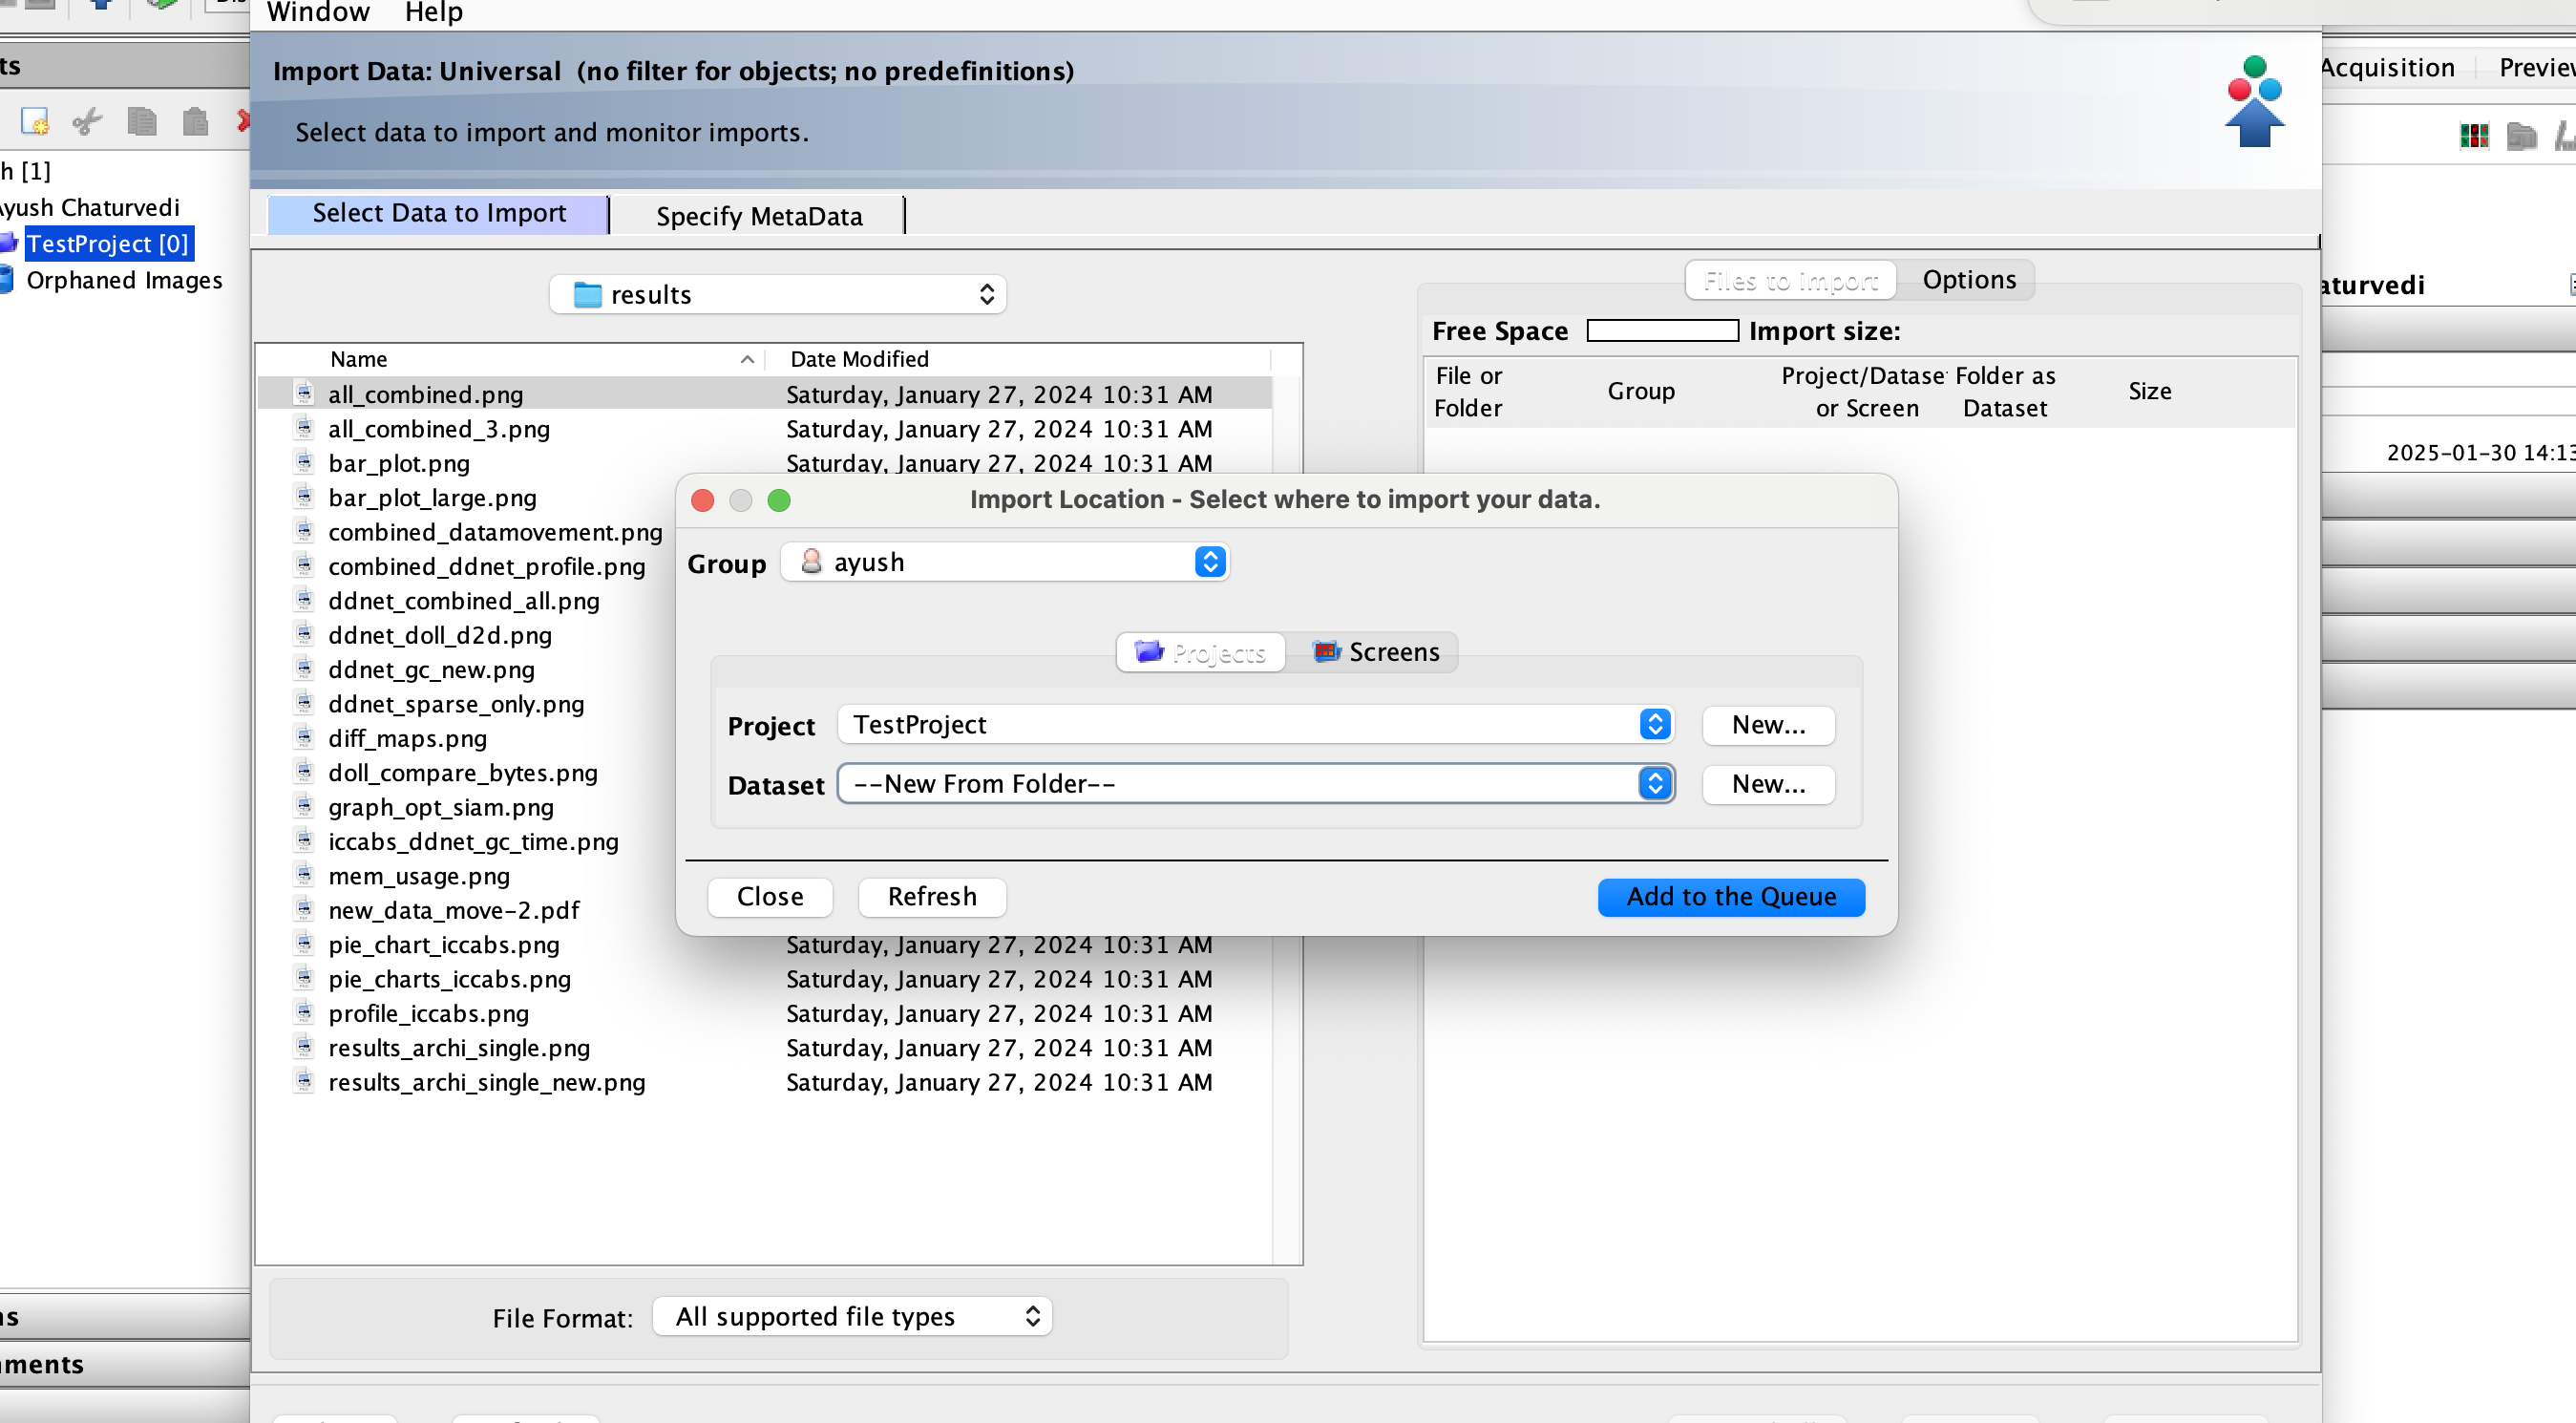 Window Help
ts
Import Data: Universal (no filter for objects; no predefinitions)
Acquisition
Select data to import and monitor imports.
h [1]
Ayush Chaturvedi
Select Data to Import
Specify MetaData
TestProject [0]
Orphaned Images
results
Files to import
Options
aturvedi
Free Space
Import size:
Name Date Modified
File or Folder
Group
Project/Datase
or Screen
Folder as Dataset
Size
all_combined.png Saturday, January 27, 2024 10:31 AM
all_combined_3.png Saturday, January 27, 2024 10:31 AM
bar_plot.png Saturday, January 27, 2024 10:31 AM
2025-01-30 14:13
bar_plot_large.png
combined_datamovement.png
combined_ddnet_profile.png
ddnet_combined_all.png
ddnet_doll_d2d.png
ddnet_gc_new.png
ddnet_sparse_only.png
diff_maps.png
doll_compare_bytes.png
graph_opt_siam.png
iccabs_ddnet_gc_time.png
mem_usage.png
new_data_move-2.pdf
pie_chart_iccabs.png Saturday, January 27, 2024 10:31 AM
pie_charts_iccabs.png Saturday, January 27, 2024 10:31 AM
profile_iccabs.png Saturday, January 27, 2024 10:31 AM
results_archi_single.png Saturday, January 27, 2024 10:31 AM
results_archi_single_new.png Saturday, January 27, 2024 10:31 AM
Import Location - Select where to import your data.
Group ayush
Projects Screens
Project TestProject New...
Dataset --New From Folder-- New...
Close Refresh Add to the Queue
File Format: All supported file types
ns
ments